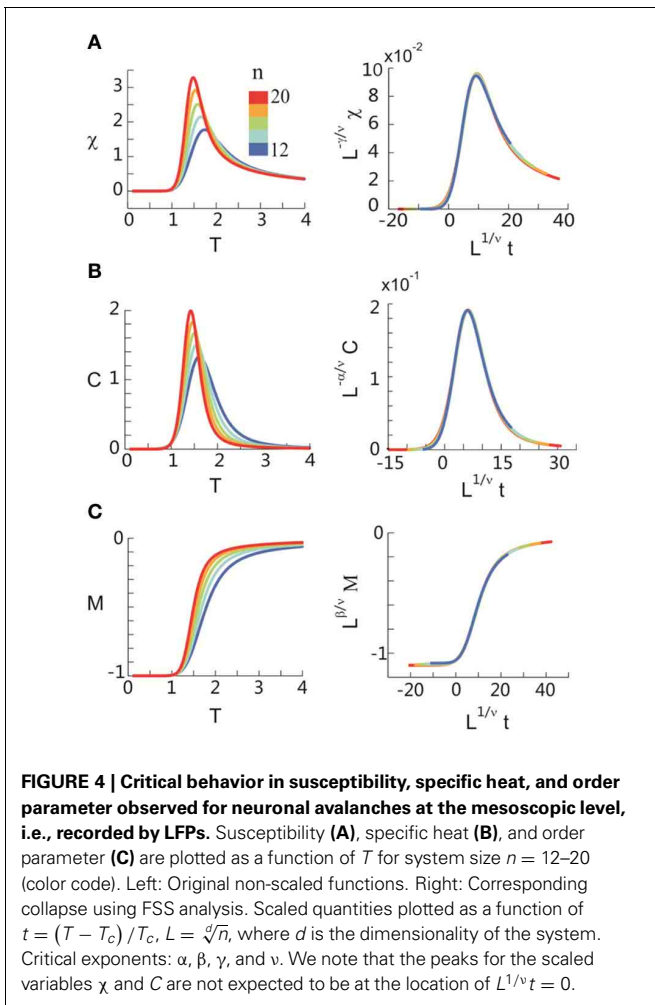 A
χ
3
2
1
0
0
1
2
3
4
T
n
20
12
x10⁻²
L⁻ᵞ/ᵛ χ
10
8
6
4
2
0
-20
0
20
40
L¹/ᵛ t
B
C
2
1
0
0
1
2
3
4
T
x10⁻¹
L⁻ᵅ/ᵛ C
2
1
0
-15
0
15
30
L¹/ᵛ t
C
M
0
-1
0
1
2
3
4
T
L^β/ν M
0
-1
-20
0
20
40
L¹/ᵛ t
FIGURE 4 | Critical behavior in susceptibility, specific heat, and order
parameter observed for neuronal avalanches at the mesoscopic level,
i.e., recorded by LFPs. Susceptibility (A), specific heat (B), and order
parameter (C) are plotted as a function of T for system size n = 12–20
(color code). Left: Original non-scaled functions. Right: Corresponding
collapse using FSS analysis. Scaled quantities plotted as a function of
t = (T − Tc) /Tc, L = ᵈ√n, where d is the dimensionality of the system.
Critical exponents: α, β, γ, and ν. We note that the peaks for the scaled
variables χ and C are not expected to be at the location of L¹/ᵛt = 0.